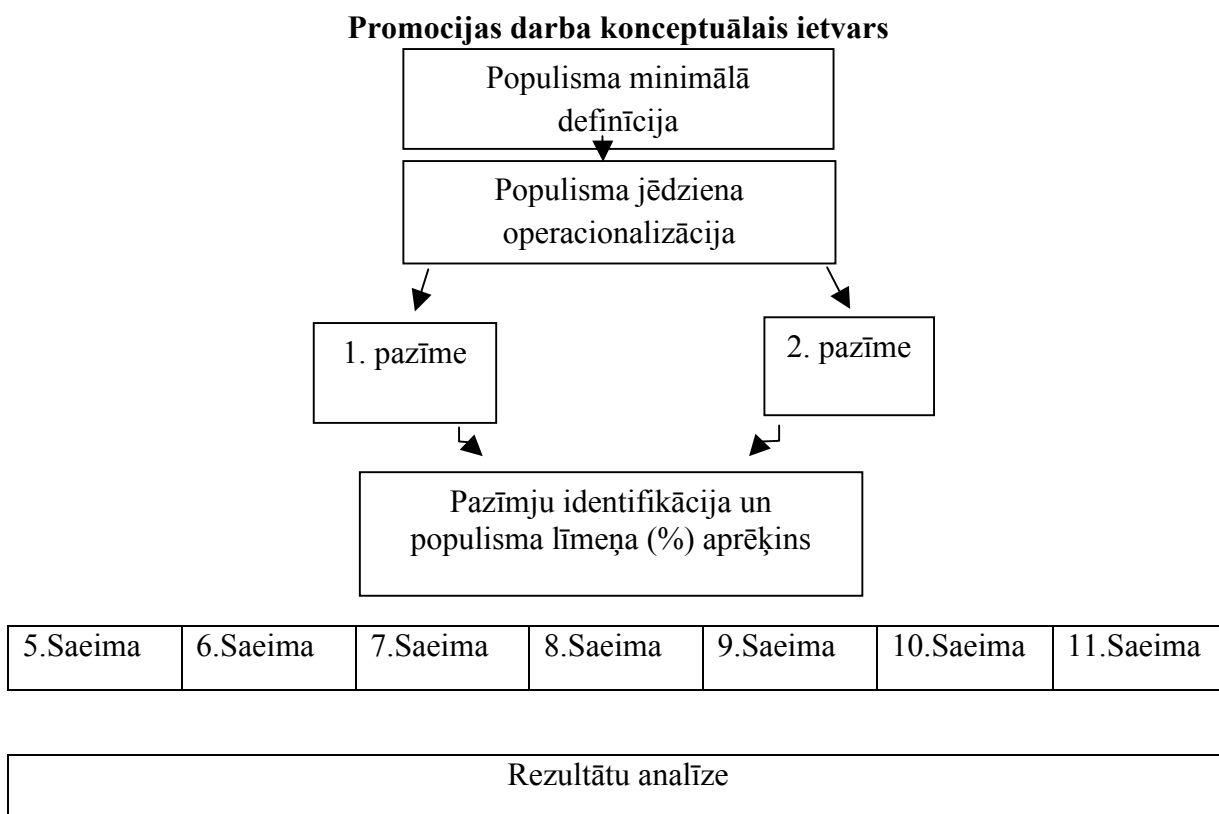 Promocijas darba konceptuālais ietvars
Populisma minimālā
definīcija
Populisma jēdziena
operacionalizācija
1. pazīme
2. pazīme
Pazīmju identifikācija un
populisma līmeņa (%) aprēķins
5.Saeima 6.Saeima 7.Saeima 8.Saeima 9.Saeima 10.Saeima 11.Saeima
Rezultātu analīze